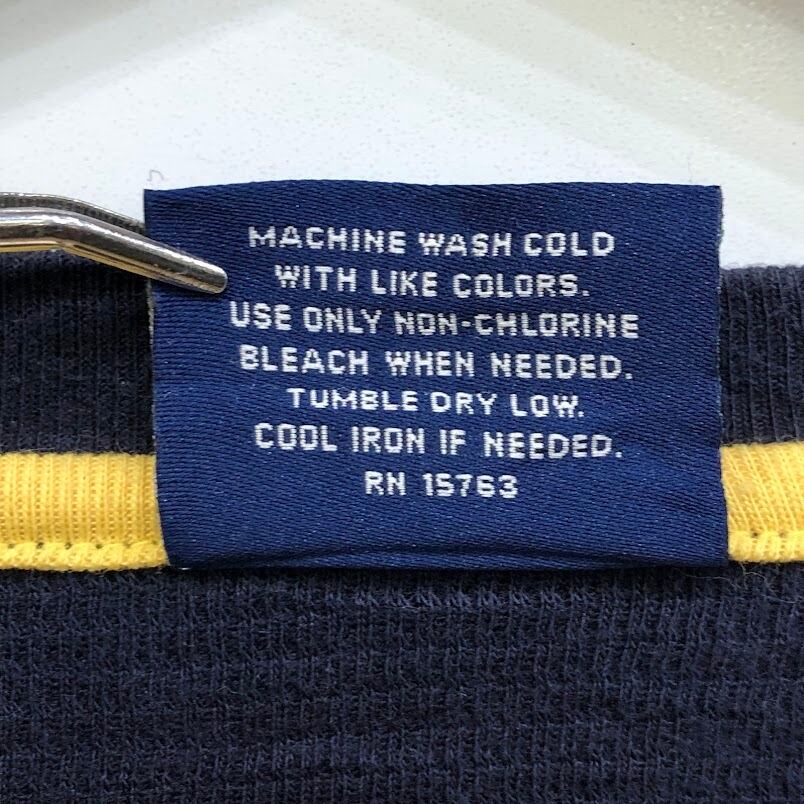 MACHINE WASH COLD
WITH LIKE COLORS.
USE ONLY NON-CHLORINE
BLEACH WHEN NEEDED.
TUMBLE DRY LOW.
COOL IRON IF NEEDED.
RN 15763